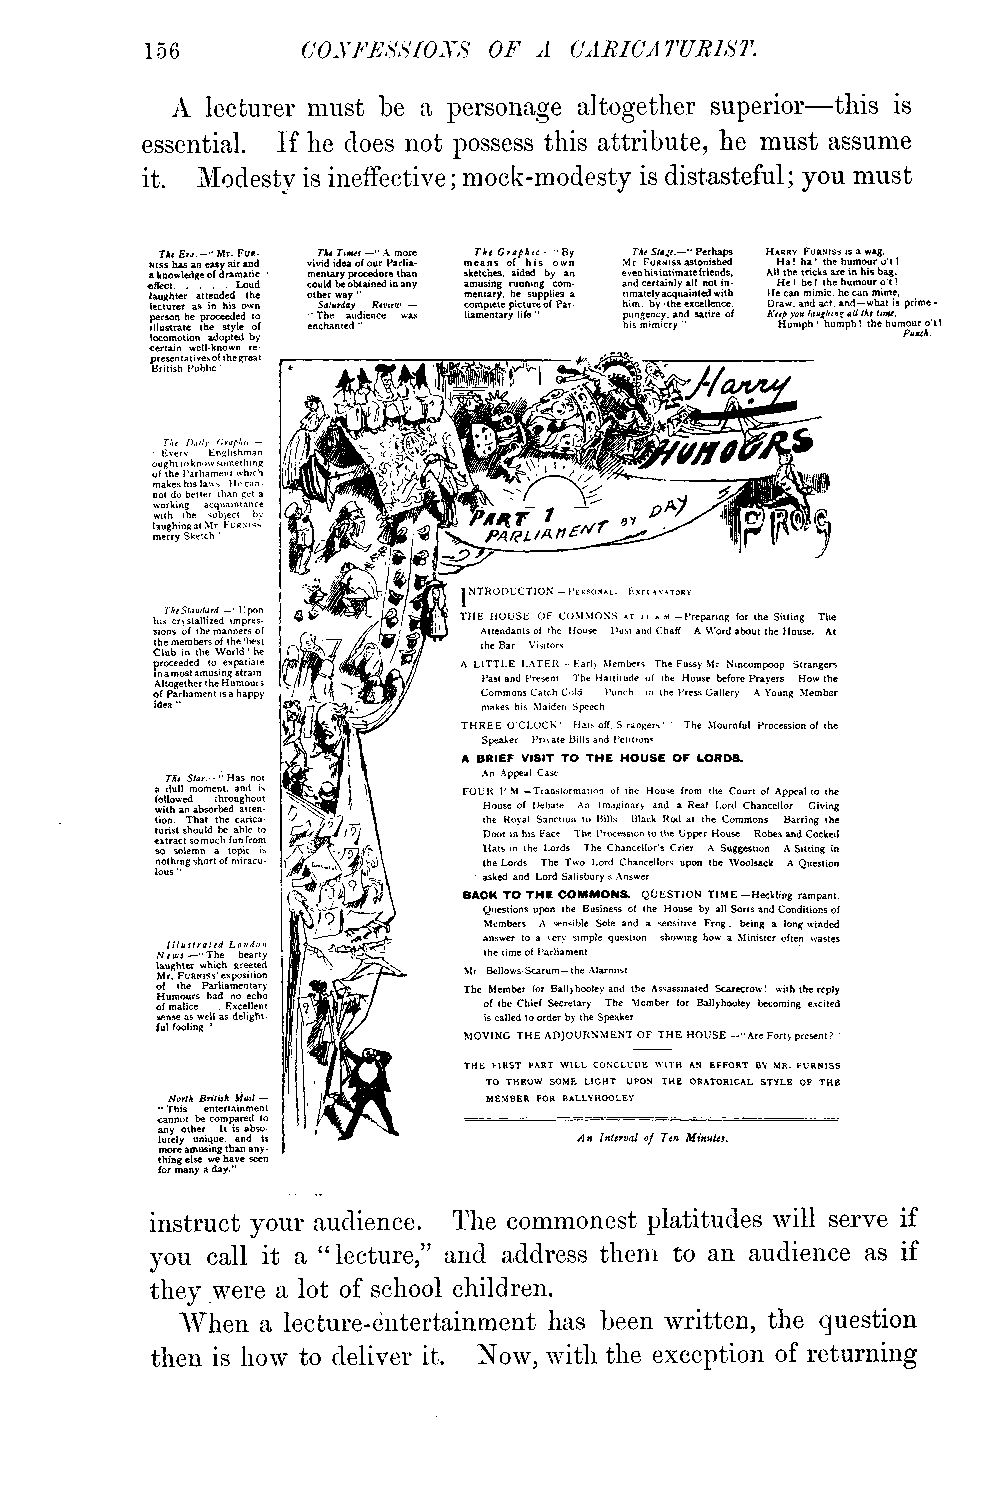 156 CONFESSIONS OF A CARICATURIST.
A lecturer must be a personage altogether superior—this is
essential. If he does not possess this attribute, he must assume
it. Modesty is ineffective; mock-modesty is distasteful; you must
The Era.—"Mr. FUR-
NISS has an easy air and
a knowledge of dramatic
effect. . . . . . Loud
laughter attended the
lecturer as in his own
person he proceeded to
illustrate the style of
locomotion adopted by
certain well-known re-
presentatives of the great
British Public"
The Times—"A more
vivid idea of our Parlia-
mentary procedure than
could be obtained in any
other way"
Saturday Review—
"The audience was
enchanted"
The Graphic—"By
means of his own
sketches, aided by an
amusing running com-
mentary, he supplies a
complete picture of Par-
liamentary life"
The Stage.—"Perhaps
Mr FURNISS astonished
even his intimate friends,
and certainly all not in-
timately acquainted with
him, by the excellence,
pungency, and satire of
his mimicry"
HARRY FURNISS is a wag,
Ha! ha! the humour o't!
All the tricks are in his bag,
He! he! the humour o't!
He can mimic, he can mime,
Draw, and act, and—what is prime-
Keep you laughing all the time,
Humph! humph! the humour o't!
Punch.
The Daily Graphic—
"Every Englishman
ought to know something
of the Parliament which
makes his laws He can-
not do better than get a
working acquaintance
with the subject by
laughing at Mr FURNISS'
merry Sketch"
The Standard—"Upon
his crystallized impres-
sions of the manners of
the members of the 'best
Club in the World' he
proceeded to expatiate
in a most amusing strain
Altogether the Humours
of Parliament is a happy
idea"
The Star.—"Has not
a dull moment, and is
followed throughout
with an absorbed atten-
tion. That the carica-
turist should be able to
extract so much fun from
so solemn a topic is
nothing short of miracu-
lous"
Illustrated London
News—"The hearty
laughter which greeted
Mr. FURNISS' exposition
of the Parliamentary
Humours had no echo
of malice . Excellent
sense as well as delight-
ful fooling"
North British Mail—
"This entertainment
cannot be compared to
any other It is abso-
lutely unique, and is
more amusing than any-
thing else we have seen
for many a day."
Harry
HUMOURS
PART 1
PARLIAMENT BY DAY
PROG
INTRODUCTION—PERSONAL. EXPLANATORY
THE HOUSE OF COMMONS AT—Preparing for the Sitting The
Attendants of the House Dust and Chaff A Word about the House. At
the Bar Visitors
A LITTLE LATER—Early Members The Fussy Mr Nincompoop Strangers
Past and Present The Hattitude of the House before Prayers How the
Commons Catch Cold Punch in the Press Gallery A Young Member
makes his Maiden Speech
THREE O'CLOCK! Hats off, Strangers! The Mournful Procession of the
Speaker Private Bills and Petitions
A BRIEF VISIT TO THE HOUSE OF LORDS.
An Appeal Case
FOUR P M—Transformation of the House from the Court of Appeal to the
House of Debate An Imaginary and a Real Lord Chancellor Giving
the Royal Sanction to Bills Black Rod at the Commons Barring the
Door in his Face The Procession to the Upper House Robes and Cocked
Hats in the Lords The Chancellor's Crier A Suggestion A Sitting in
the Lords The Two Lord Chancellors upon the Woolsack A Question
asked and Lord Salisbury's Answer
BACK TO THE COMMONS. QUESTION TIME—Heckling rampant.
Questions upon the Business of the House by all Sorts and Conditions of
Members A sensible Sole and a sensitive Frog, being a long winded
answer to a very simple question showing how a Minister often wastes
the time of Parliament
Mr Bellows-Scarum—the Alarmist
The Member for Ballyhooley and the Assassinated Scarecrow! with the reply
of the Chief Secretary The Member for Ballyhooley becoming excited
is called to order by the Speaker
MOVING THE ADJOURNMENT OF THE HOUSE—"Are Forty present?"
THE FIRST PART WILL CONCLUDE WITH AN EFFORT BY MR. FURNISS
TO THROW SOME LIGHT UPON THE ORATORICAL STYLE OF THE
MEMBER FOR BALLYHOOLEY
An Interval of Ten Minutes.
instruct your audience. The commonest platitudes will serve if
you call it a "lecture," and address them to an audience as if
they were a lot of school children.
When a lecture-entertainment has been written, the question
then is how to deliver it. Now, with the exception of returning